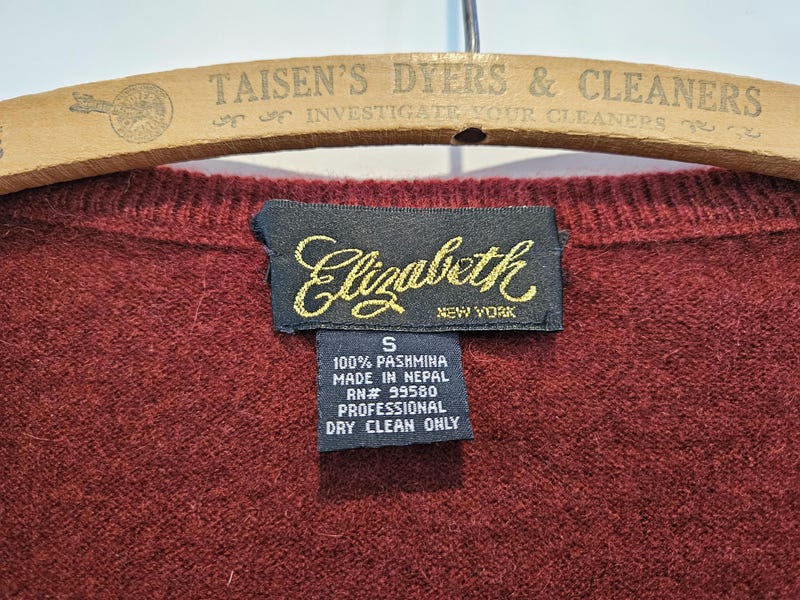 TAISEN'S DYERS & CLEANERS
INVESTIGATE YOUR CLEANERS
Elizabeth
NEW YORK
S
100% PASHMINA
MADE IN NEPAL
RN# 99580
PROFESSIONAL
DRY CLEAN ONLY